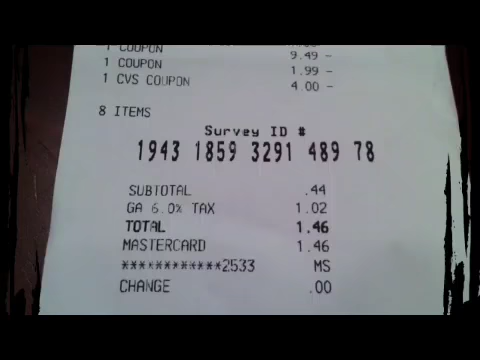 1 COUPON 9.49 -
1 COUPON 1.99 -
1 CVS COUPON 4.00 -
8 ITEMS
Survey ID #
1943 1859 3291 489 78
SUBTOTAL .44
GA 6.0% TAX 1.02
TOTAL 1.46
MASTERCARD 1.46
************2533 MS
CHANGE .00